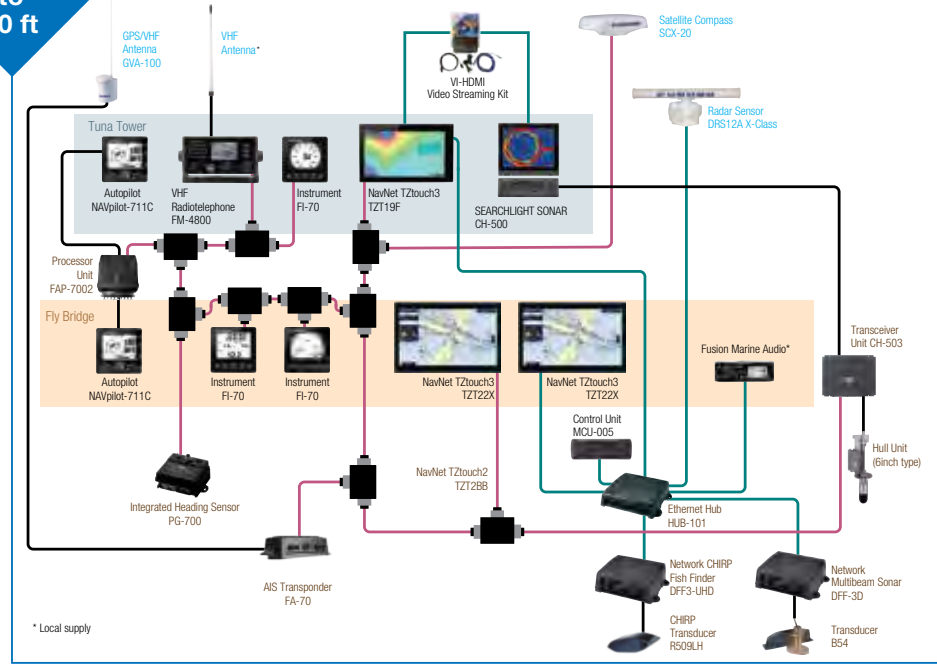 to
0 ft
GPS/VHF
Antenna
GVA-100
VHF
Antenna*
VI-HDMI
Video Streaming Kit
Satellite Compass
SCX-20
Radar Sensor
DRS12A X-Class
Tuna Tower
Autopilot
NAVpilot-711C
VHF
Radiotelephone
FM-4800
Instrument
FI-70
NavNet TZtouch3
TZT19F
SEARCHLIGHT SONAR
CH-500
Processor
Unit
FAP-7002
Fly Bridge
Autopilot
NAVpilot-711C
Instrument
FI-70
Instrument
FI-70
NavNet TZtouch3
TZT22X
NavNet TZtouch3
TZT22X
Fusion Marine Audio*
Transceiver
Unit CH-503
Control Unit
MCU-005
Hull Unit
(6inch type)
NavNet TZtouch2
TZT2BB
Integrated Heading Sensor
PG-700
Ethernet Hub
HUB-101
AIS Transponder
FA-70
Network CHIRP
Fish Finder
DFF3-UHD
Network
Multibeam Sonar
DFF-3D
CHIRP
Transducer
R509LH
Transducer
B54
* Local supply